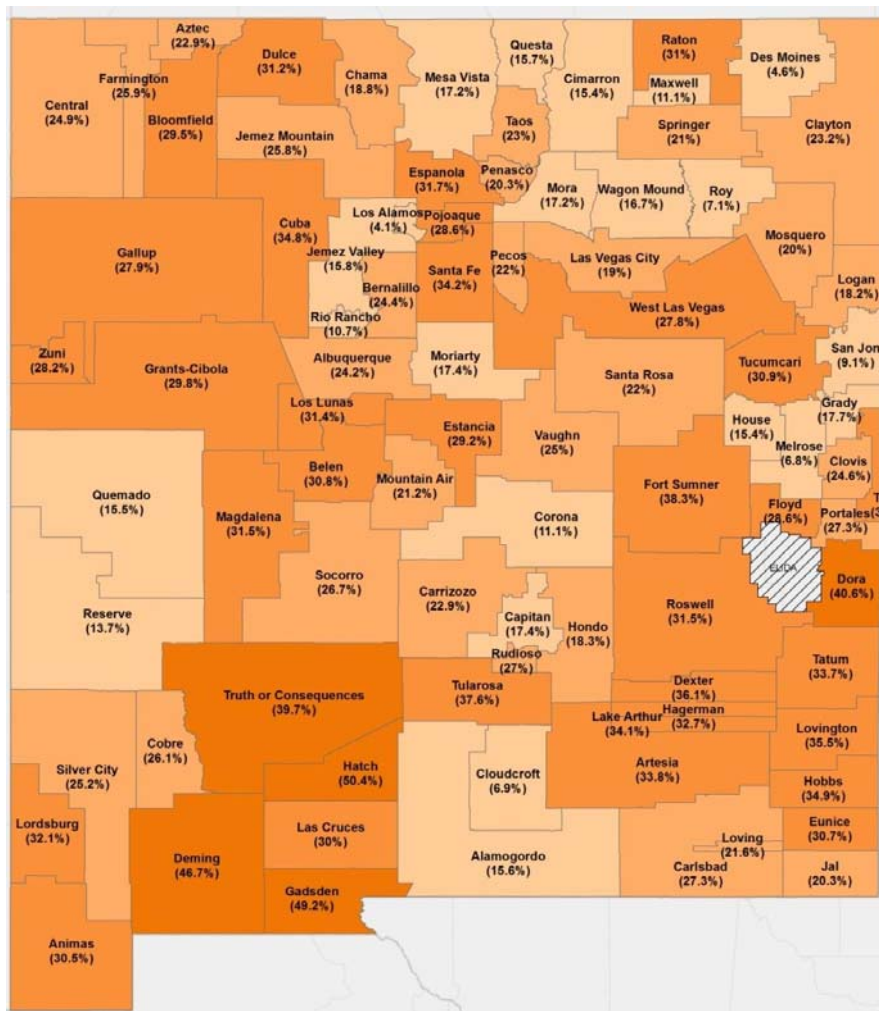 Aztec
(22.9%)
Dulce
(31.2%)
Questa
(15.7%)
Raton
(31%)
Des Moines
(4.6%)
Farmington
(25.9%)
Chama
(18.8%)
Mesa Vista
(17.2%)
Cimarron
(15.4%)
Maxwell
(11.1%)
Central
(24.9%)
Bloomfield
(29.5%)
Taos
(23%)
Springer
(21%)
Clayton
(23.2%)
Jemez Mountain
(25.8%)
Espanola
(31.7%)
Penasco
(20.3%)
Mora
(17.2%)
Wagon Mound
(16.7%)
Roy
(7.1%)
Los Alamos
(4.1%)
Pojoaque
(28.6%)
Cuba
(34.8%)
Mosquero
(20%)
Gallup
(27.9%)
Jemez Valley
(15.8%)
Santa Fe
(34.2%)
Pecos
(22%)
Las Vegas City
(19%)
Logan
(18.2%)
Bernalillo
(24.4%)
West Las Vegas
(27.8%)
Rio Rancho
(10.7%)
Zuni
(28.2%)
Grants-Cibola
(29.8%)
Albuquerque
(24.2%)
Moriarty
(17.4%)
Santa Rosa
(22%)
Tucumcari
(30.9%)
San Jon
(9.1%)
Los Lunas
(31.4%)
Grady
(17.7%)
Estancia
(29.2%)
Vaughn
(25%)
House
(15.4%)
Melrose
(6.8%)
Belen
(30.8%)
Mountain Air
(21.2%)
Clovis
(24.6%)
Quemado
(15.5%)
Fort Sumner
(38.3%)
Magdalena
(31.5%)
Corona
(11.1%)
Floyd
(28.6%)
Portales
(27.3%)
ELIDA
Socorro
(26.7%)
Dora
(40.6%)
Reserve
(13.7%)
Carrizozo
(22.9%)
Capitan
(17.4%)
Hondo
(18.3%)
Roswell
(31.5%)
Rudioso
(27%)
Tatum
(33.7%)
Truth or Consequences
(39.7%)
Tularosa
(37.6%)
Dexter
(36.1%)
Hagerman
(32.7%)
Lake Arthur
(34.1%)
Lovington
(35.5%)
Cobre
(26.1%)
Silver City
(25.2%)
Hatch
(50.4%)
Cloudcroft
(6.9%)
Artesia
(33.8%)
Hobbs
(34.9%)
Lordsburg
(32.1%)
Las Cruces
(30%)
Eunice
(30.7%)
Deming
(46.7%)
Alamogordo
(15.6%)
Loving
(21.6%)
Carlsbad
(27.3%)
Jal
(20.3%)
Gadsden
(49.2%)
Animas
(30.5%)